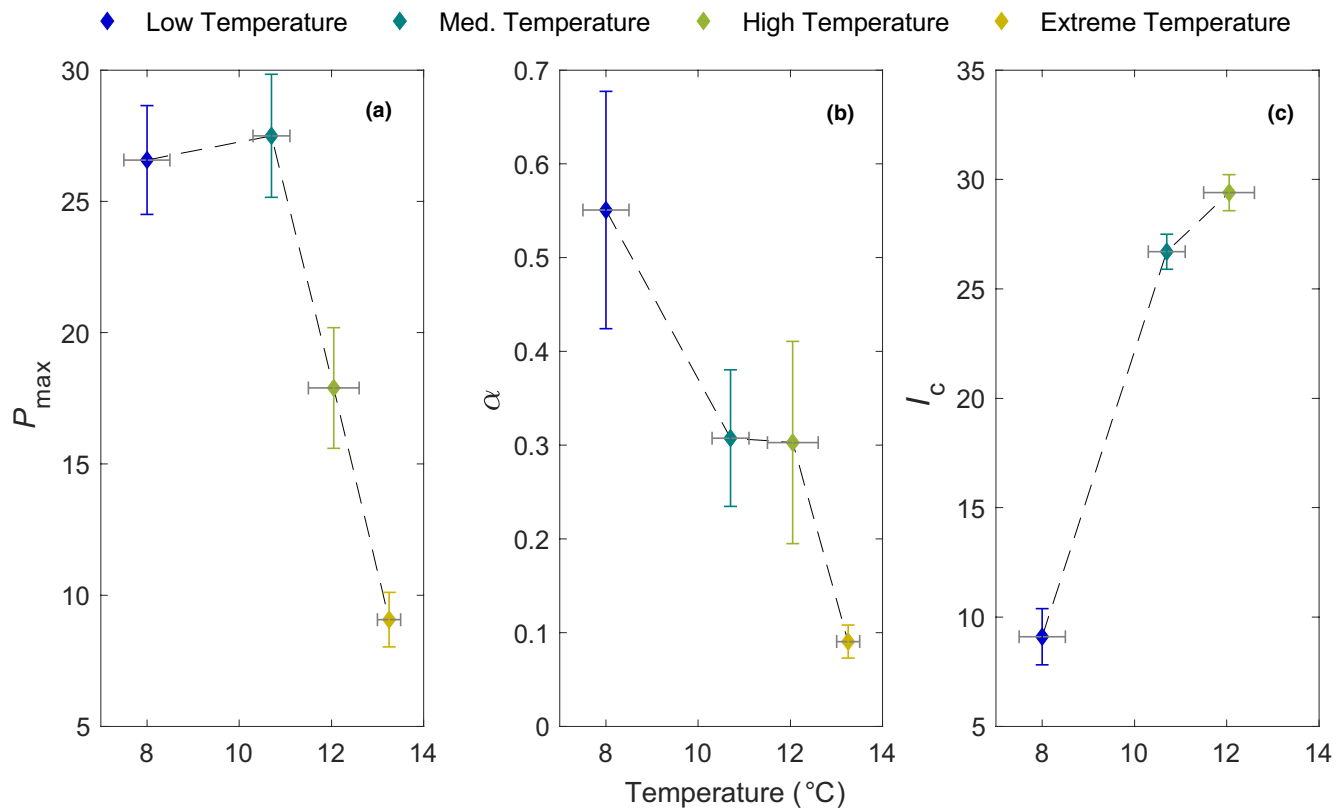 Low Temperature Med. Temperature High Temperature Extreme Temperature
(a)
30
25
20
15
10
5
8 10 12 14
P_max
(b)
0.7
0.6
0.5
0.4
0.3
0.2
0.1
0
8 10 12 14
α
Temperature (°C)
(c)
35
30
25
20
15
10
5
8 10 12 14
I_c